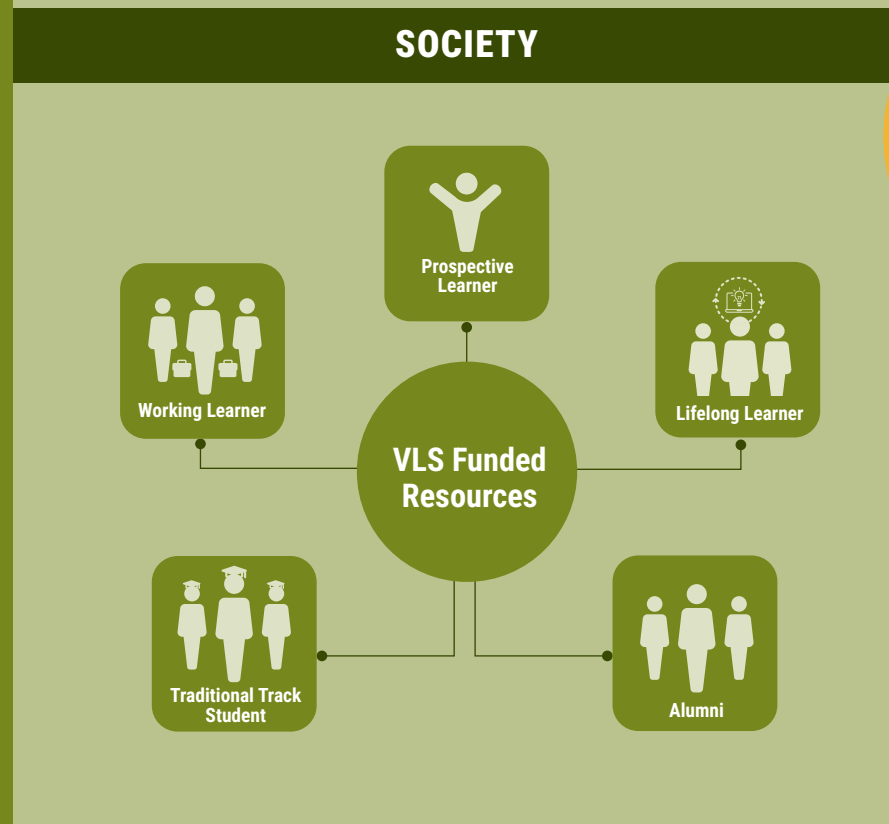 SOCIETY
Prospective
Learner
Working Learner
Lifelong Learner
VLS Funded
Resources
Traditional Track
Student
Alumni